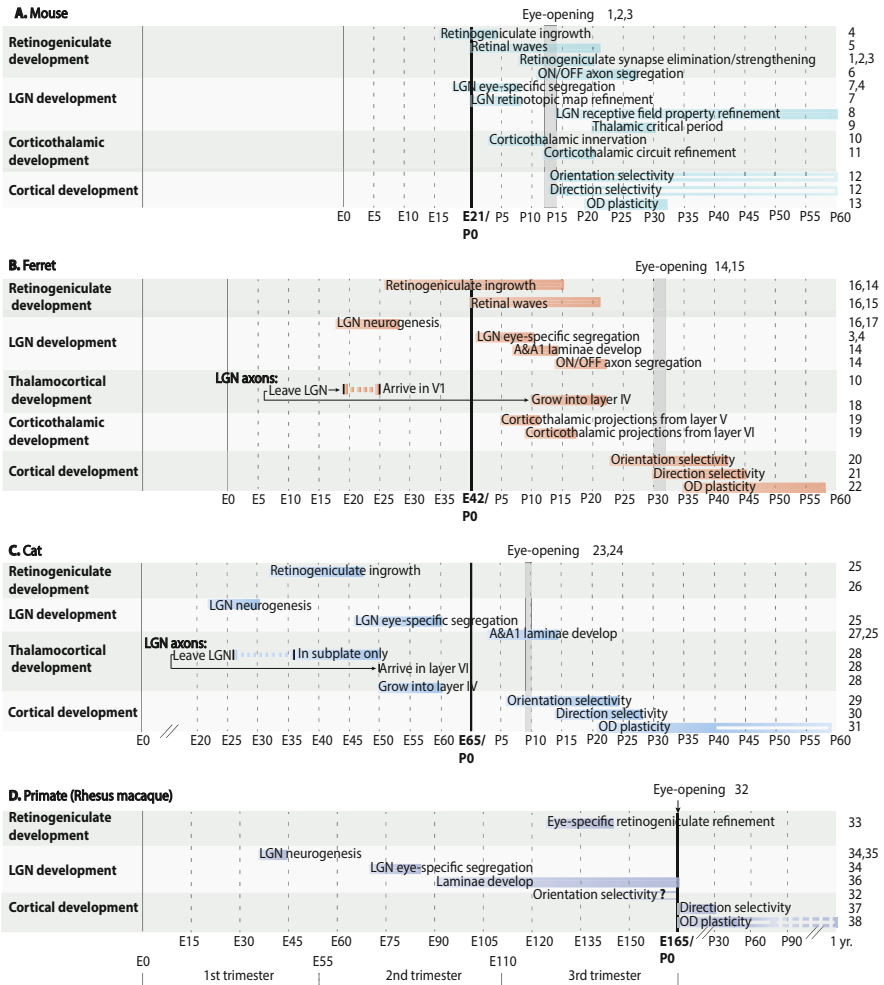 A. Mouse
Eye-opening 1,2,3
Retinogeniculate development
Retinogeniculate ingrowth 4
Retinal waves 5
Retinogeniculate synapse elimination/strengthening 1,2,3
ON/OFF axon segregation 6
LGN development
LGN eye-specific segregation 7,4
LGN retinotopic map refinement 7
LGN receptive field property refinement 8
Thalamic critical period 9
Corticothalamic development
Corticothalamic innervation 10
Corticothalamic circuit refinement 11
Cortical development
Orientation selectivity 12
Direction selectivity 12
OD plasticity 13
E0 E5 E10 E15 E21/P0 P5 P10 P15 P20 P25 P30 P35 P40 P45 P50 P55 P60
B. Ferret
Eye-opening 14,15
Retinogeniculate development
Retinogeniculate ingrowth 16,14
Retinal waves 16,15
LGN development
LGN neurogenesis 16,17
LGN eye-specific segregation 3,4
A&A1 laminae develop 14
ON/OFF axon segregation 14
Thalamocortical development
LGN axons: 10
Leave LGN Arrive in V1
Grow into layer IV 18
Corticothalamic development
Corticothalamic projections from layer V 19
Corticothalamic projections from layer VI 19
Cortical development
Orientation selectivity 20
Direction selectivity 21
OD plasticity 22
E0 E5 E10 E15 E20 E25 E30 E35 E42/P0 P5 P10 P15 P20 P25 P30 P35 P40 P45 P50 P55 P60
C. Cat
Eye-opening 23,24
Retinogeniculate development
Retinogeniculate ingrowth 25
26
LGN development
LGN neurogenesis
LGN eye-specific segregation 25
A&A1 laminae develop 27,25
Thalamocortical development
LGN axons:
Leave LGN In subplate only 28
Arrive in layer VI 28
Grow into layer IV 28
Cortical development
Orientation selectivity 29
Direction selectivity 30
OD plasticity 31
E0 E20 E25 E30 E35 E40 E45 E50 E55 E60 E65/P0 P5 P10 P15 P20 P25 P30 P35 P40 P45 P50 P55 P60
D. Primate (Rhesus macaque)
Eye-opening 32
Retinogeniculate development
Eye-specific retinogeniculate refinement 33
LGN development
LGN neurogenesis 34,35
LGN eye-specific segregation 34
Laminae develop 36
Cortical development
Orientation selectivity ? 32
Direction selectivity 37
OD plasticity 38
E15 E30 E45 E60 E75 E90 E105 E120 E135 E150 E165/P0 P30 P60 P90 1 yr.
E0 E55 E110
1st trimester 2nd trimester 3rd trimester